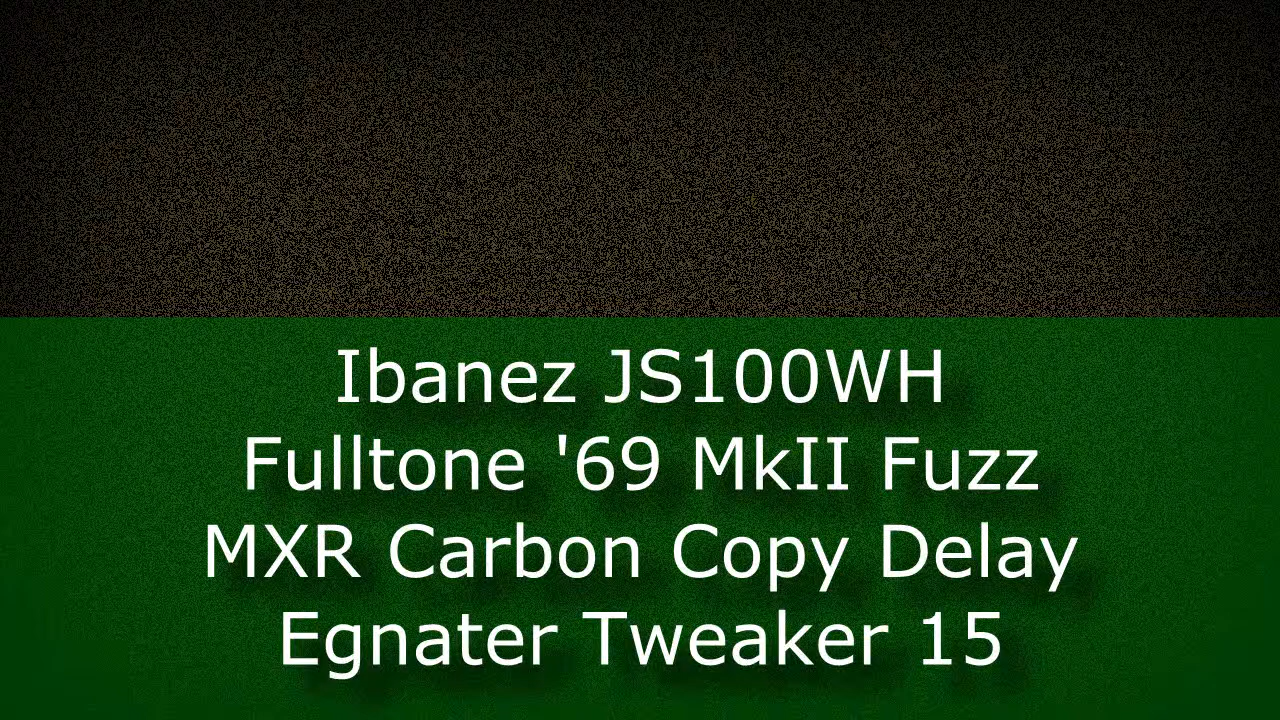 Ibanez JS100WH
Fulltone '69 MkII Fuzz
MXR Carbon Copy Delay
Egnater Tweaker 15